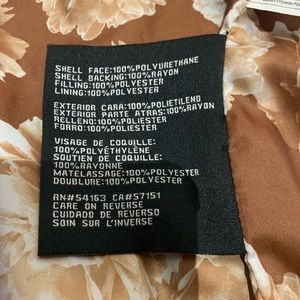 SHELL FACE:100%POLYURETHANE
SHELL BACKING:100%RAYON
FILLING:100%POLYESTER
LINING:100%POLYESTER
EXTERIOR CARA:100%POLIETILENO
EXTERIOR PARTE ATRAS:100%RAYON
RELLENO:100%POLIESTER
FORRO:100%POLIESTER
VISAGE DE COQUILLE:
100%POLYÉTHYLÈNE
SOUTIEN DE COQUILLE:
100%RAYONNE
MATELASSAGE:100%POLYESTER
DOUBLURE:100%POLYESTER
RN#54163 CA#57151
CARE ON REVERSE
CUIDADO DE REVERSO
SOIN SUR L'INVERSE